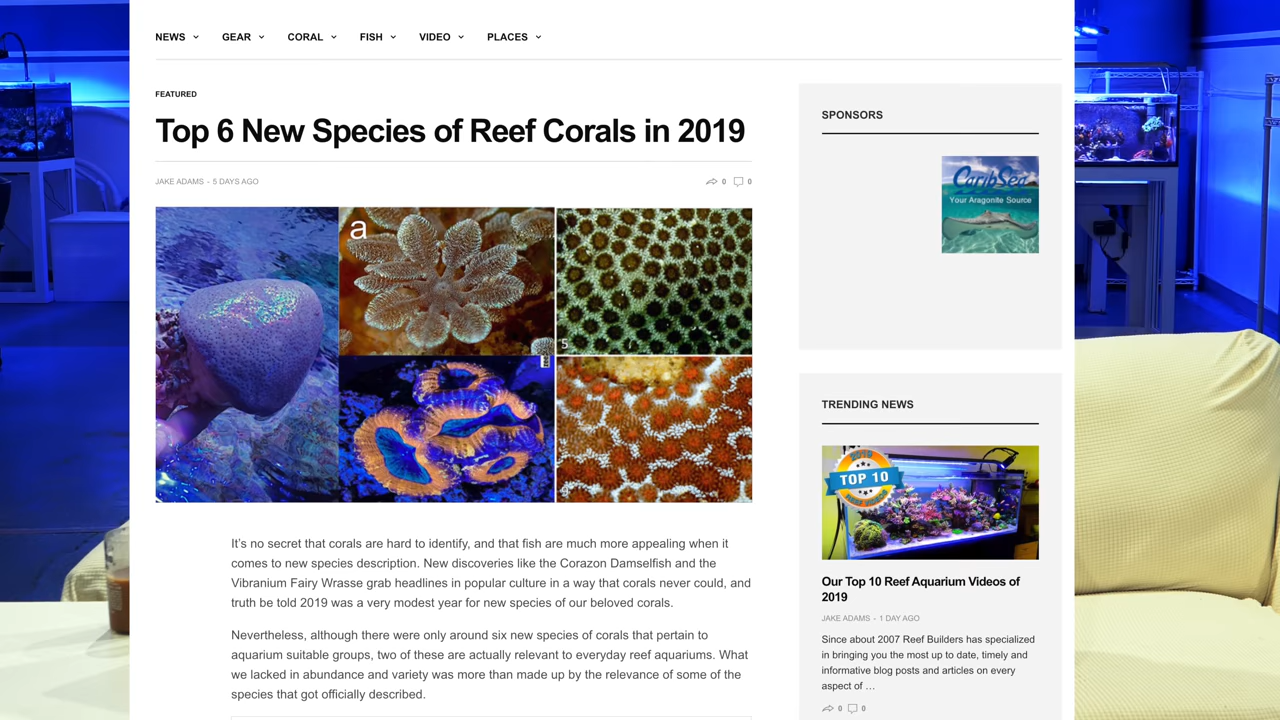 NEWS GEAR CORAL FISH VIDEO PLACES
FEATURED
Top 6 New Species of Reef Corals in 2019
JAKE ADAMS - 5 DAYS AGO
0 0
a
5
It's no secret that corals are hard to identify, and that fish are much more appealing when it
comes to new species description. New discoveries like the Corazon Damselfish and the
Vibranium Fairy Wrasse grab headlines in popular culture in a way that corals never could, and
truth be told 2019 was a very modest year for new species of our beloved corals.
Nevertheless, although there were only around six new species of corals that pertain to
aquarium suitable groups, two of these are actually relevant to everyday reef aquariums. What
we lacked in abundance and variety was more than made up by the relevance of some of the
species that got officially described.
SPONSORS
CaribSea
Your Aragonite Source
TRENDING NEWS
2019
TOP 10
Our Top 10 Reef Aquarium Videos of
2019
JAKE ADAMS - 1 DAY AGO
Since about 2007 Reef Builders has specialized
in bringing you the most up to date, timely and
informative blog posts and articles on every
aspect of …
0 0